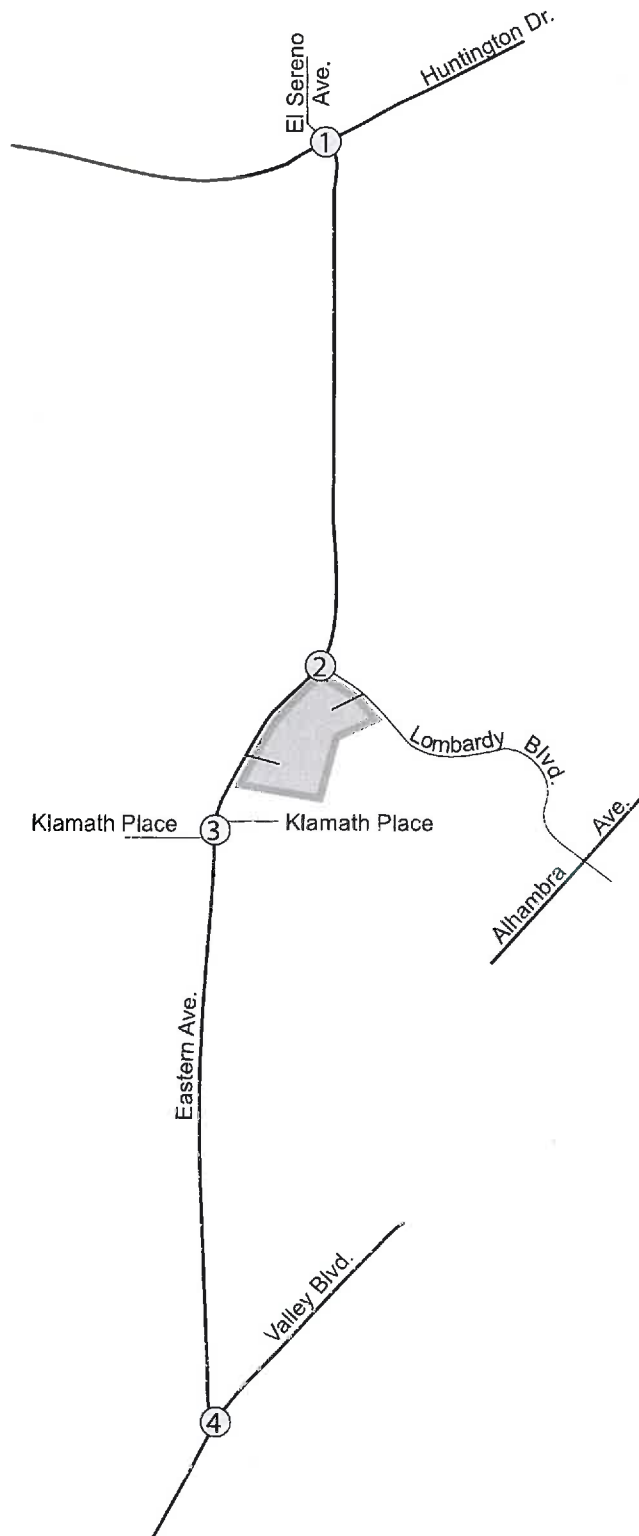 El Sereno
Ave.
Huntington Dr.
1
2
Lombardy Blvd.
Klamath Place
3
Klamath Place
Alhambra Ave.
Eastern Ave.
Valley Blvd.
4